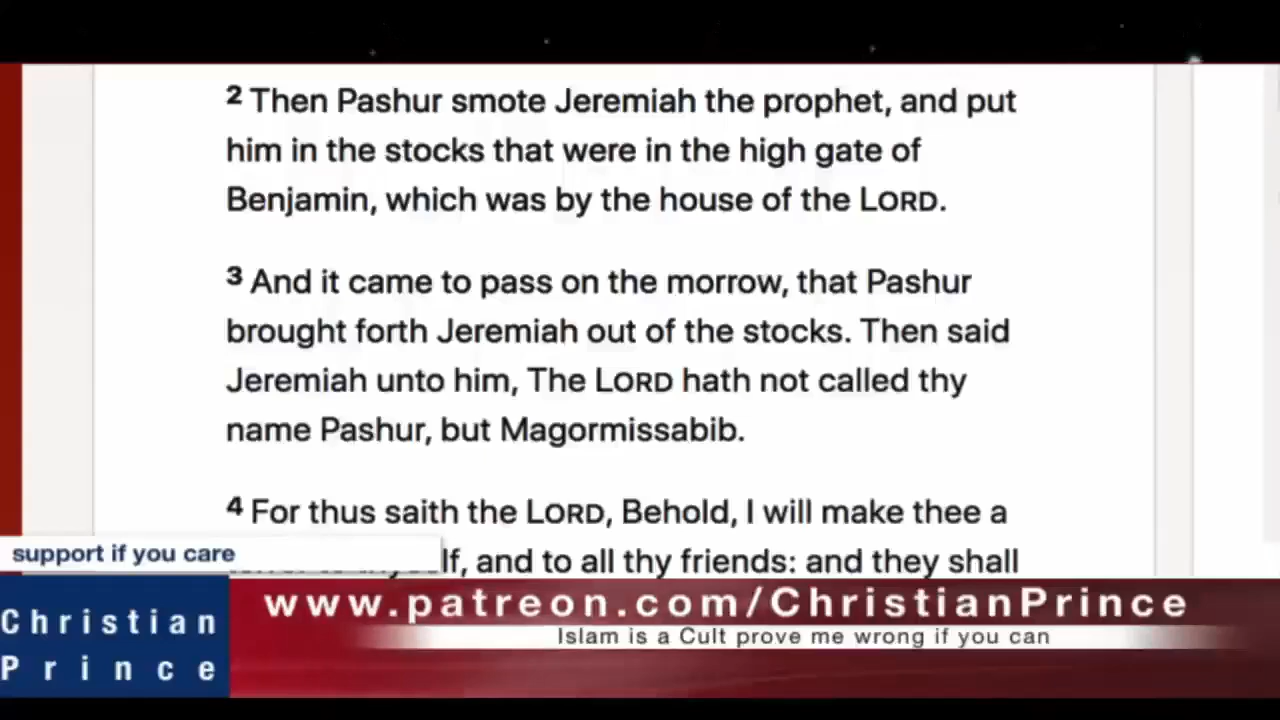 2 Then Pashur smote Jeremiah the prophet, and put
him in the stocks that were in the high gate of
Benjamin, which was by the house of the LORD.
3 And it came to pass on the morrow, that Pashur
brought forth Jeremiah out of the stocks. Then said
Jeremiah unto him, The LORD hath not called thy
name Pashur, but Magormissabib.
4 For thus saith the LORD, Behold, I will make thee a
lf, and to all thy friends: and they shall
support if you care
Christian
Prince
www.patreon.com/ChristianPrince
Islam is a Cult prove me wrong if you can